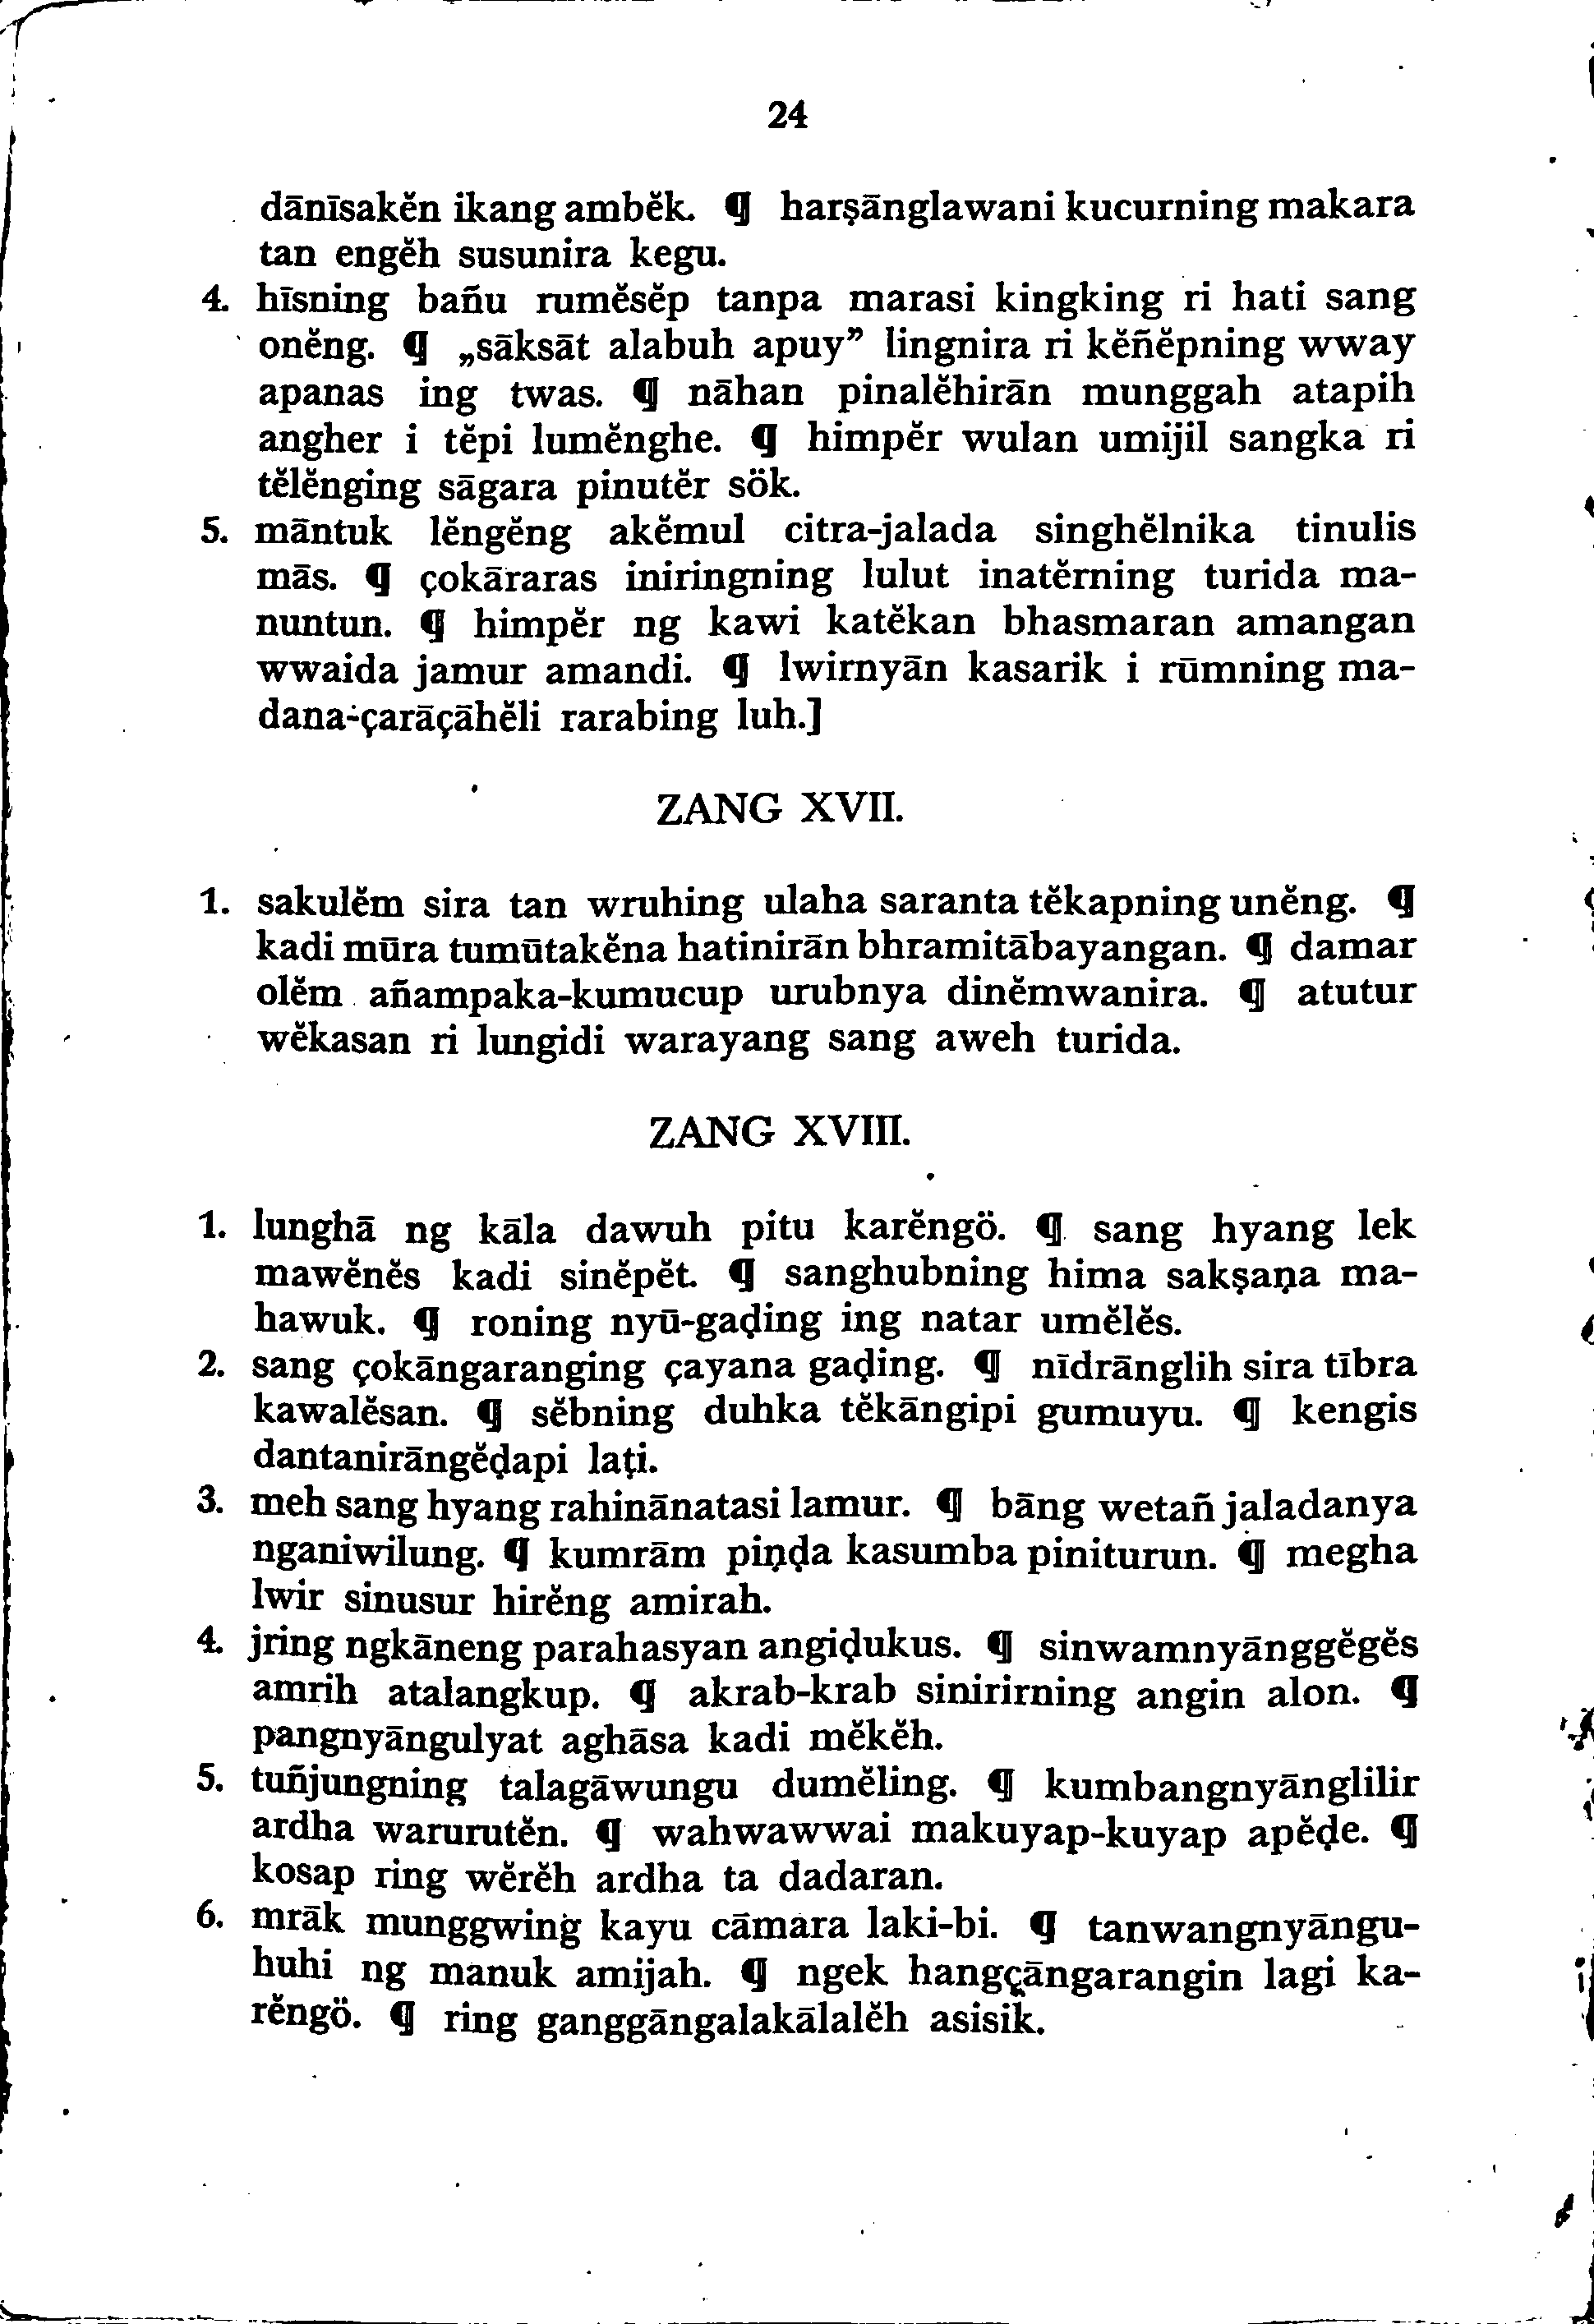 24
dānīsakĕn ikang ambĕk. ¶ harṣānglawani kucurning makara
tan engĕh susunira kegu.
4. hīsning bañu rumĕsĕp tanpa marasi kingking ri hati sang
onĕng. ¶ „sāksāt alabuh apuy” lingnira ri kĕñĕpning wway
apanas ing twas. ¶ nāhan pinalĕhirān munggah atapih
angher i tĕpi lumĕnghe. ¶ himpĕr wulan umijil sangka ri
tĕlĕnging sāgara pinutĕr sök.
5. māntuk lĕngĕng akĕmul citra-jalada singhĕlnika tinulis
mās. ¶ çokāraras iniringning lulut inatĕrning turida ma-
nuntun. ¶ himpĕr ng kawi katĕkan bhasmaran amangan
wwaida jamur amandi. ¶ lwirnyān kasarik i rūmning ma-
dana-çarāçāhĕli rarabing luh.]
ZANG XVII.
1. sakulĕm sira tan wruhing ulaha saranta tĕkapning unĕng. ¶
kadi mūra tumūtakĕna hatinirān bhramitābayangan. ¶ damar
olĕm añampaka-kumucup urubnya dinĕmwanira. ¶ atutur
wĕkasan ri lungidi warayang sang aweh turida.
ZANG XVIII.
1. lunghā ng kāla dawuh pitu karĕngö. ¶ sang hyang lek
mawĕnĕs kadi sinĕpĕt. ¶ sanghubning hima sakṣaṇa ma-
hawuk. ¶ roning nyū-gaḍing ing natar umĕlĕs.
2. sang çokāngaranging çayana gaḍing. ¶ nīdrānglih sira tībra
kawalĕsan. ¶ sĕbning duhka tĕkāngipi gumuyu. ¶ kengis
dantanirāngĕḍapi laṭi.
3. meh sang hyang rahinānatasi lamur. ¶ bāng wetañ jaladanya
nganiwilung. ¶ kumrām piṇḍa kasumba piniturun. ¶ megha
lwir sinusur hirĕng amirah.
4. jring ngkāneng parahasyan angiḍukus. ¶ sinwamnyānggĕgĕs
amrih atalangkup. ¶ akrab-krab sinirirning angin alon. ¶
pangnyāngulyat aghāsa kadi mĕkĕh.
5. tuñjungning talagāwungu dumĕling. ¶ kumbangnyānglilir
ardha warurutĕn. ¶ wahwawwai makuyap-kuyap apĕḍe. ¶
kosap ring wĕrĕh ardha ta dadaran.
6. mrāk munggwing kayu cāmara laki-bi. ¶ tanwangnyāngu-
huhi ng manuk amijah. ¶ ngek hangçāngarangin lagi ka-
rĕngö. ¶ ring ganggāngalakālalĕh asisik.